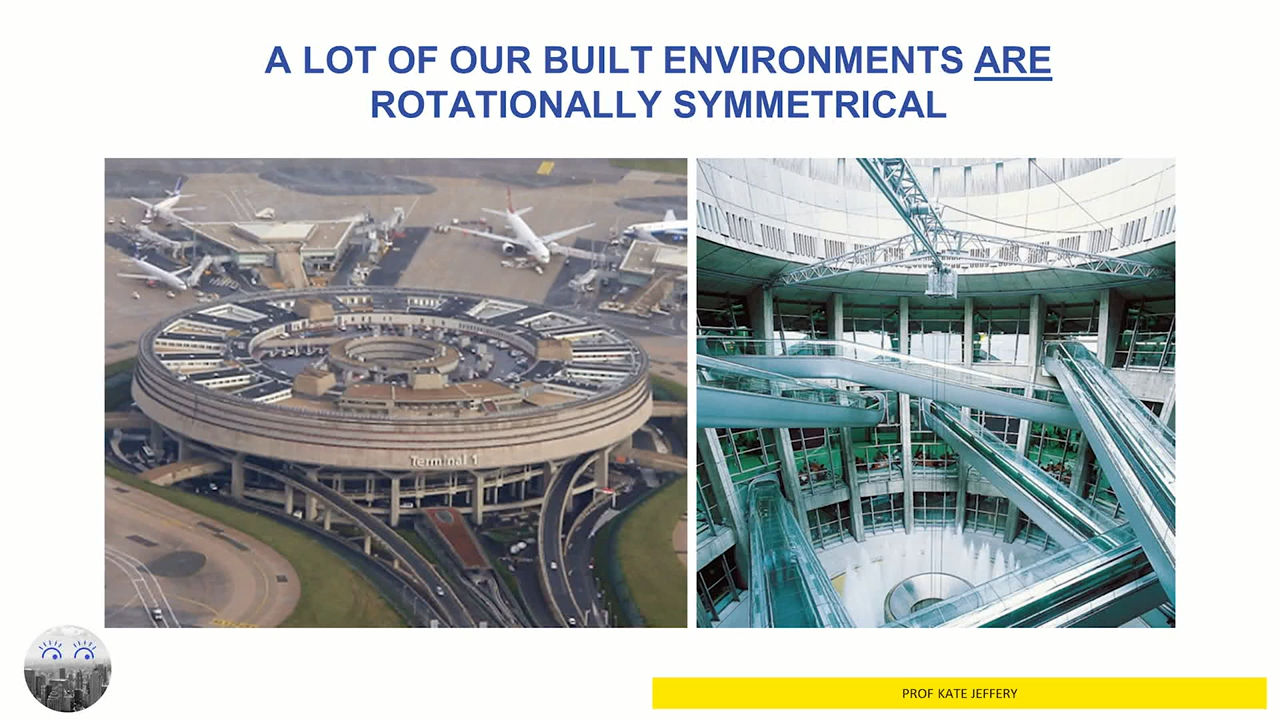 A LOT OF OUR BUILT ENVIRONMENTS ARE
ROTATIONALLY SYMMETRICAL
Terminal 1
PROF KATE JEFFERY